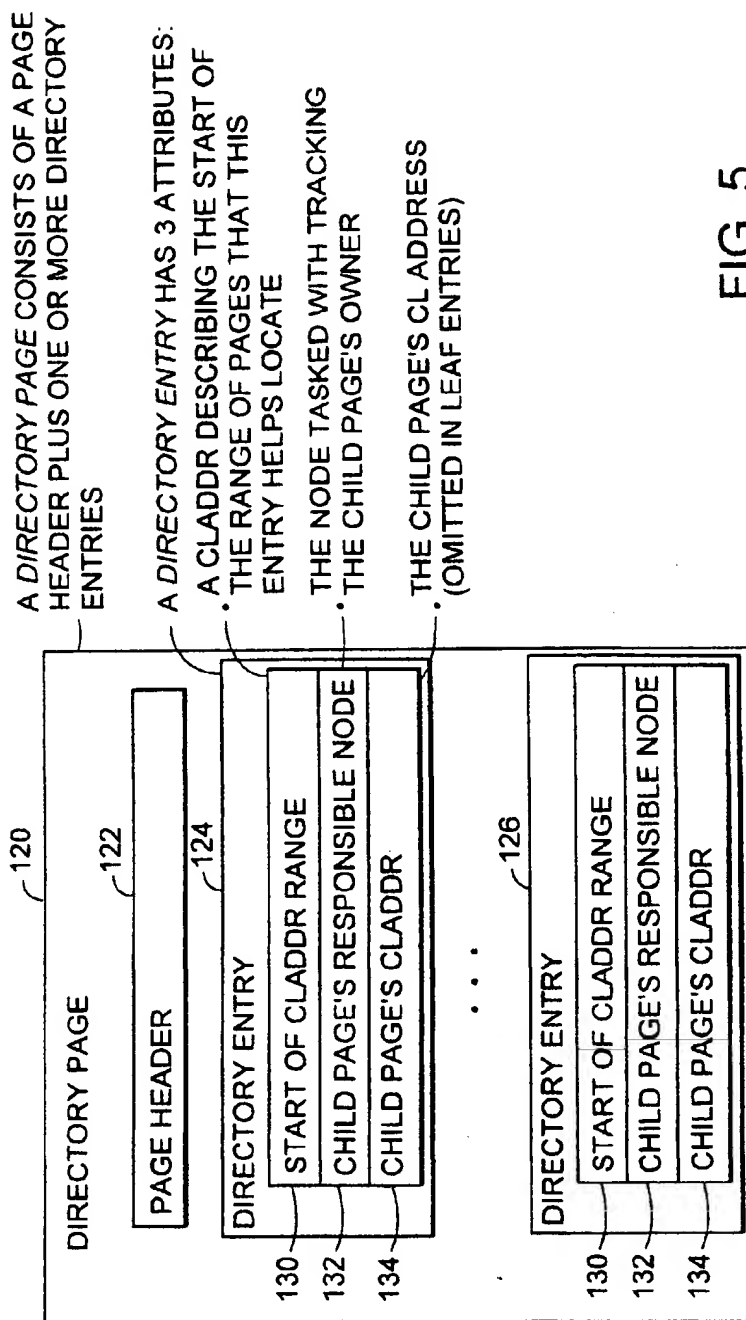 120
DIRECTORY PAGE
122
PAGE HEADER
124
DIRECTORY ENTRY
130
START OF CLADDR RANGE
132
CHILD PAGE'S RESPONSIBLE NODE
134
CHILD PAGE'S CLADDR
• • •
126
DIRECTORY ENTRY
130
START OF CLADDR RANGE
132
CHILD PAGE'S RESPONSIBLE NODE
134
CHILD PAGE'S CLADDR
A DIRECTORY PAGE CONSISTS OF A PAGE
HEADER PLUS ONE OR MORE DIRECTORY
ENTRIES
A DIRECTORY ENTRY HAS 3 ATTRIBUTES:
A CLADDR DESCRIBING THE START OF
• THE RANGE OF PAGES THAT THIS
ENTRY HELPS LOCATE
THE NODE TASKED WITH TRACKING
• THE CHILD PAGE'S OWNER
THE CHILD PAGE'S CL ADDRESS
• (OMITTED IN LEAF ENTRIES)
FIG. 5